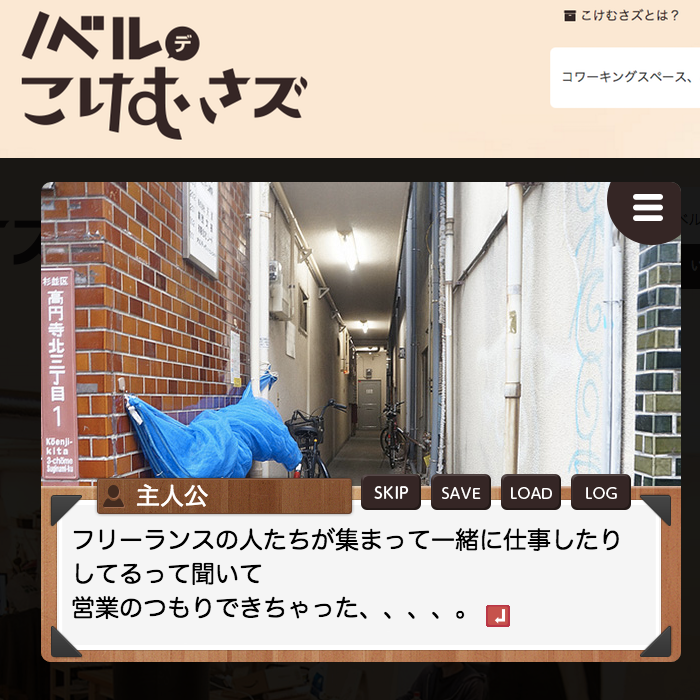 ノベルデ
こけむさズ
こけむさズとは？
コワーキングスペース、
杉並区
高円寺北三丁目
1
Kōenji-
kita
3-chōme
Suginami-ku
主人公
SKIP
SAVE
LOAD
LOG
フリーランスの人たちが集まって一緒に仕事したり
してるって聞いて
営業のつもりできちゃった、、、、。